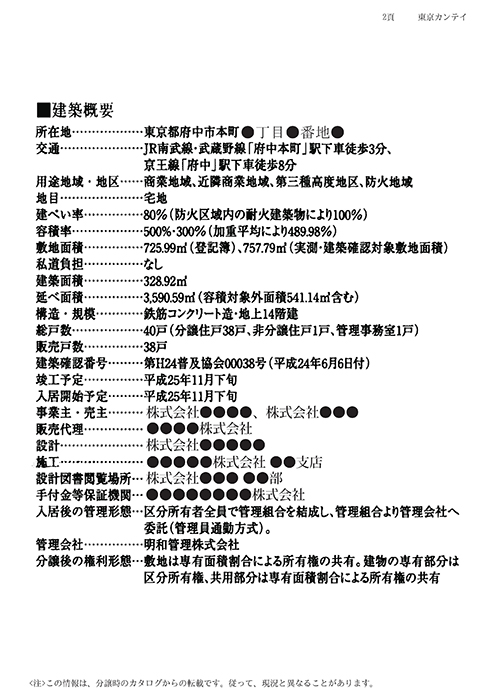 2頁 東京カンテイ
■建築概要
所在地………………東京都府中市本町●丁目●番地●
交通…………………JR南武線・武蔵野線「府中本町」駅下車徒歩3分、
京王線「府中」駅下車徒歩8分
用途地域・地区……商業地域、近隣商業地域、第三種高度地区、防火地域
地目…………………宅地
建ぺい率……………80%（防火区域内の耐火建築物により100%）
容積率………………500%・300%（加重平均により489.98%）
敷地面積……………725.99㎡（登記簿）、757.79㎡（実測・建築確認対象敷地面積）
私道負担……………なし
建築面積……………328.92㎡
延べ面積……………3,590.59㎡（容積対象外面積541.14㎡含む）
構造・規模…………鉄筋コンクリート造・地上14階建
総戸数………………40戸（分譲住戸38戸、非分譲住戸1戸、管理事務室1戸）
販売戸数……………38戸
建築確認番号………第H24普及協会00038号（平成24年6月6日付）
竣工予定……………平成25年11月下旬
入居開始予定………平成25年11月下旬
事業主・売主………株式会社●●●●、株式会社●●●
販売代理……………●●●●株式会社
設計…………………株式会社●●●●●
施工…………………●●●●●株式会社 ●●支店
設計図書閲覧場所…株式会社●●● ●●部
手付金等保証機関…●●●●●●●●株式会社
入居後の管理形態…区分所有者全員で管理組合を結成し、管理組合より管理会社へ
委託（管理員通勤方式）。
管理会社……………明和管理株式会社
分譲後の権利形態…敷地は専有面積割合による所有権の共有。建物の専有部分は
区分所有権、共用部分は専有面積割合による所有権の共有
<注>この情報は、分譲時のカタログからの転載です。従って、現況と異なることがあります。